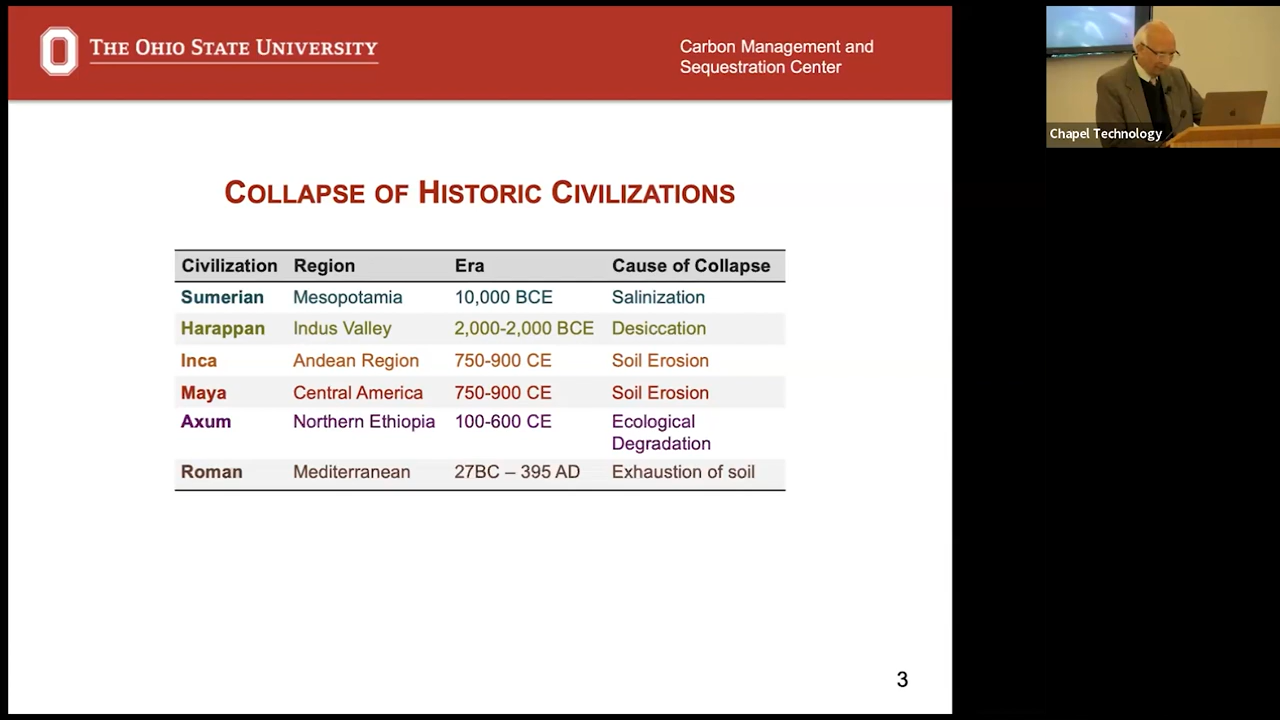 THE OHIO STATE UNIVERSITY
Carbon Management and
Sequestration Center
Chapel Technology
COLLAPSE OF HISTORIC CIVILIZATIONS
Civilization Region Era Cause of Collapse
Sumerian Mesopotamia 10,000 BCE Salinization
Harappan Indus Valley 2,000-2,000 BCE Desiccation
Inca Andean Region 750-900 CE Soil Erosion
Maya Central America 750-900 CE Soil Erosion
Axum Northern Ethiopia 100-600 CE Ecological
Degradation
Roman Mediterranean 27BC – 395 AD Exhaustion of soil
3